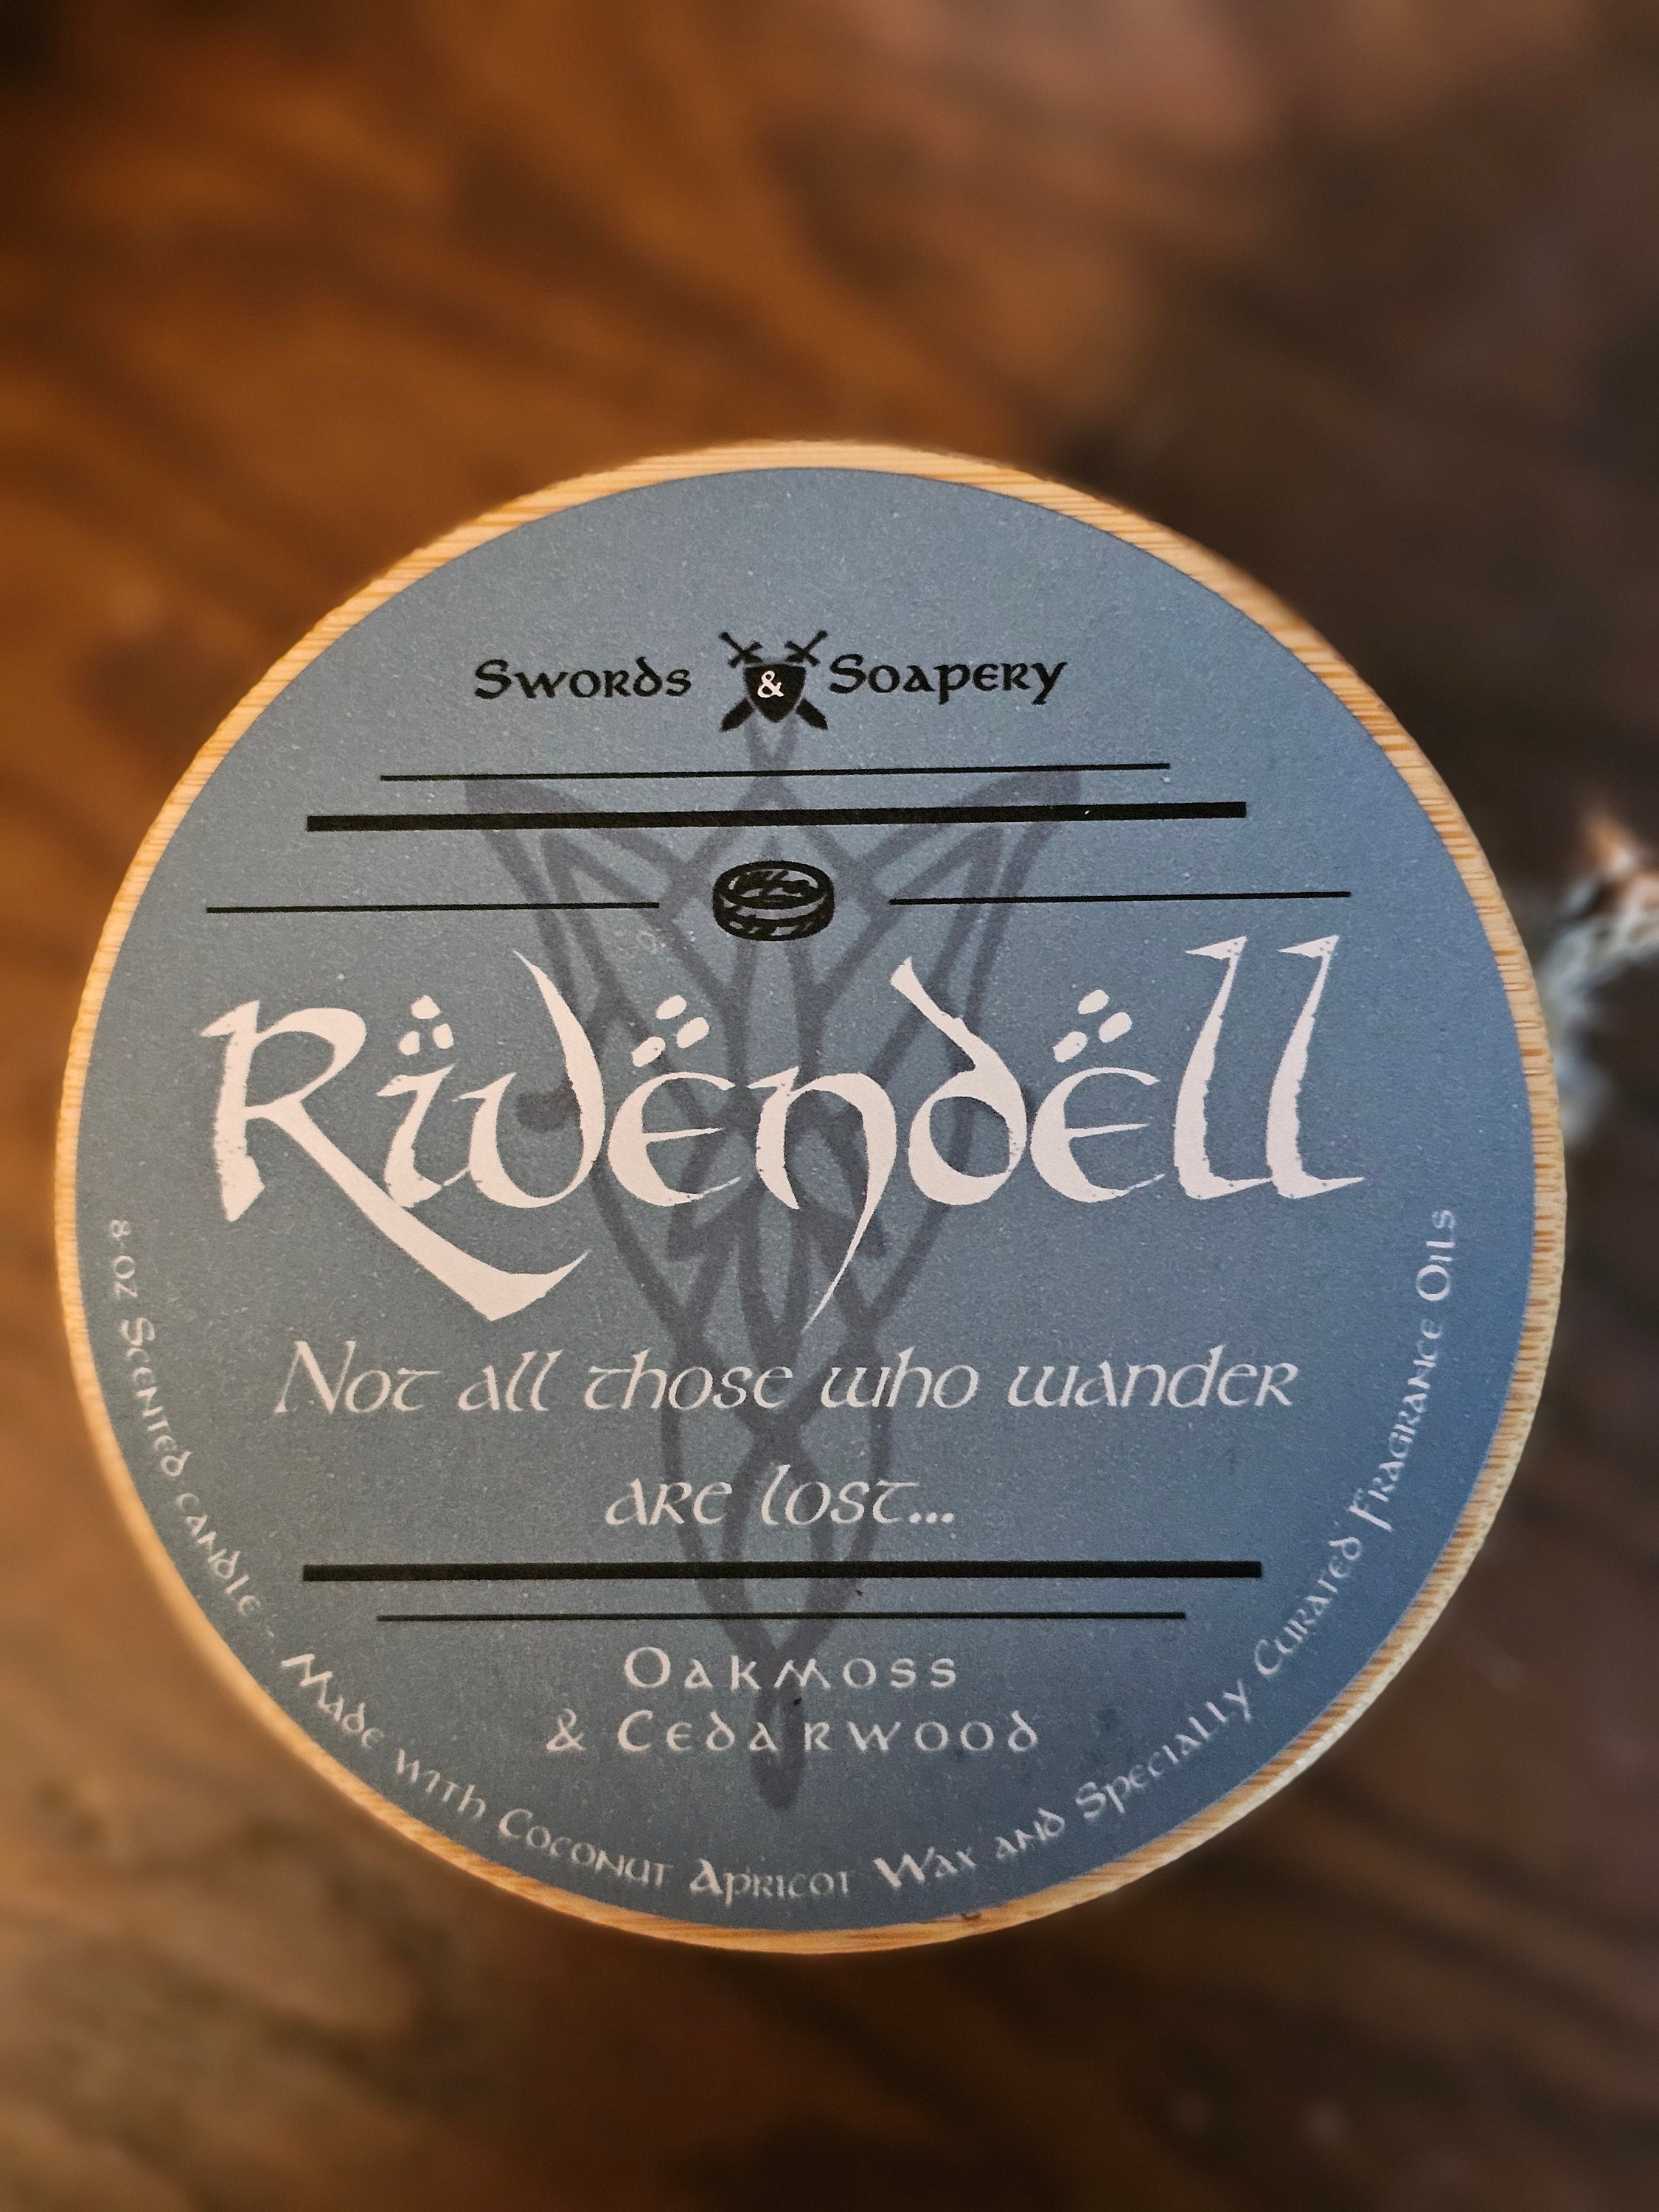 Swords & Soapery
Rivendell
Not all those who wander
are lost...
Oakmoss
& Cedarwood
8-oz Scented candle - Made with Coconut Apricot Wax and Specially Curated Fragrance Oils